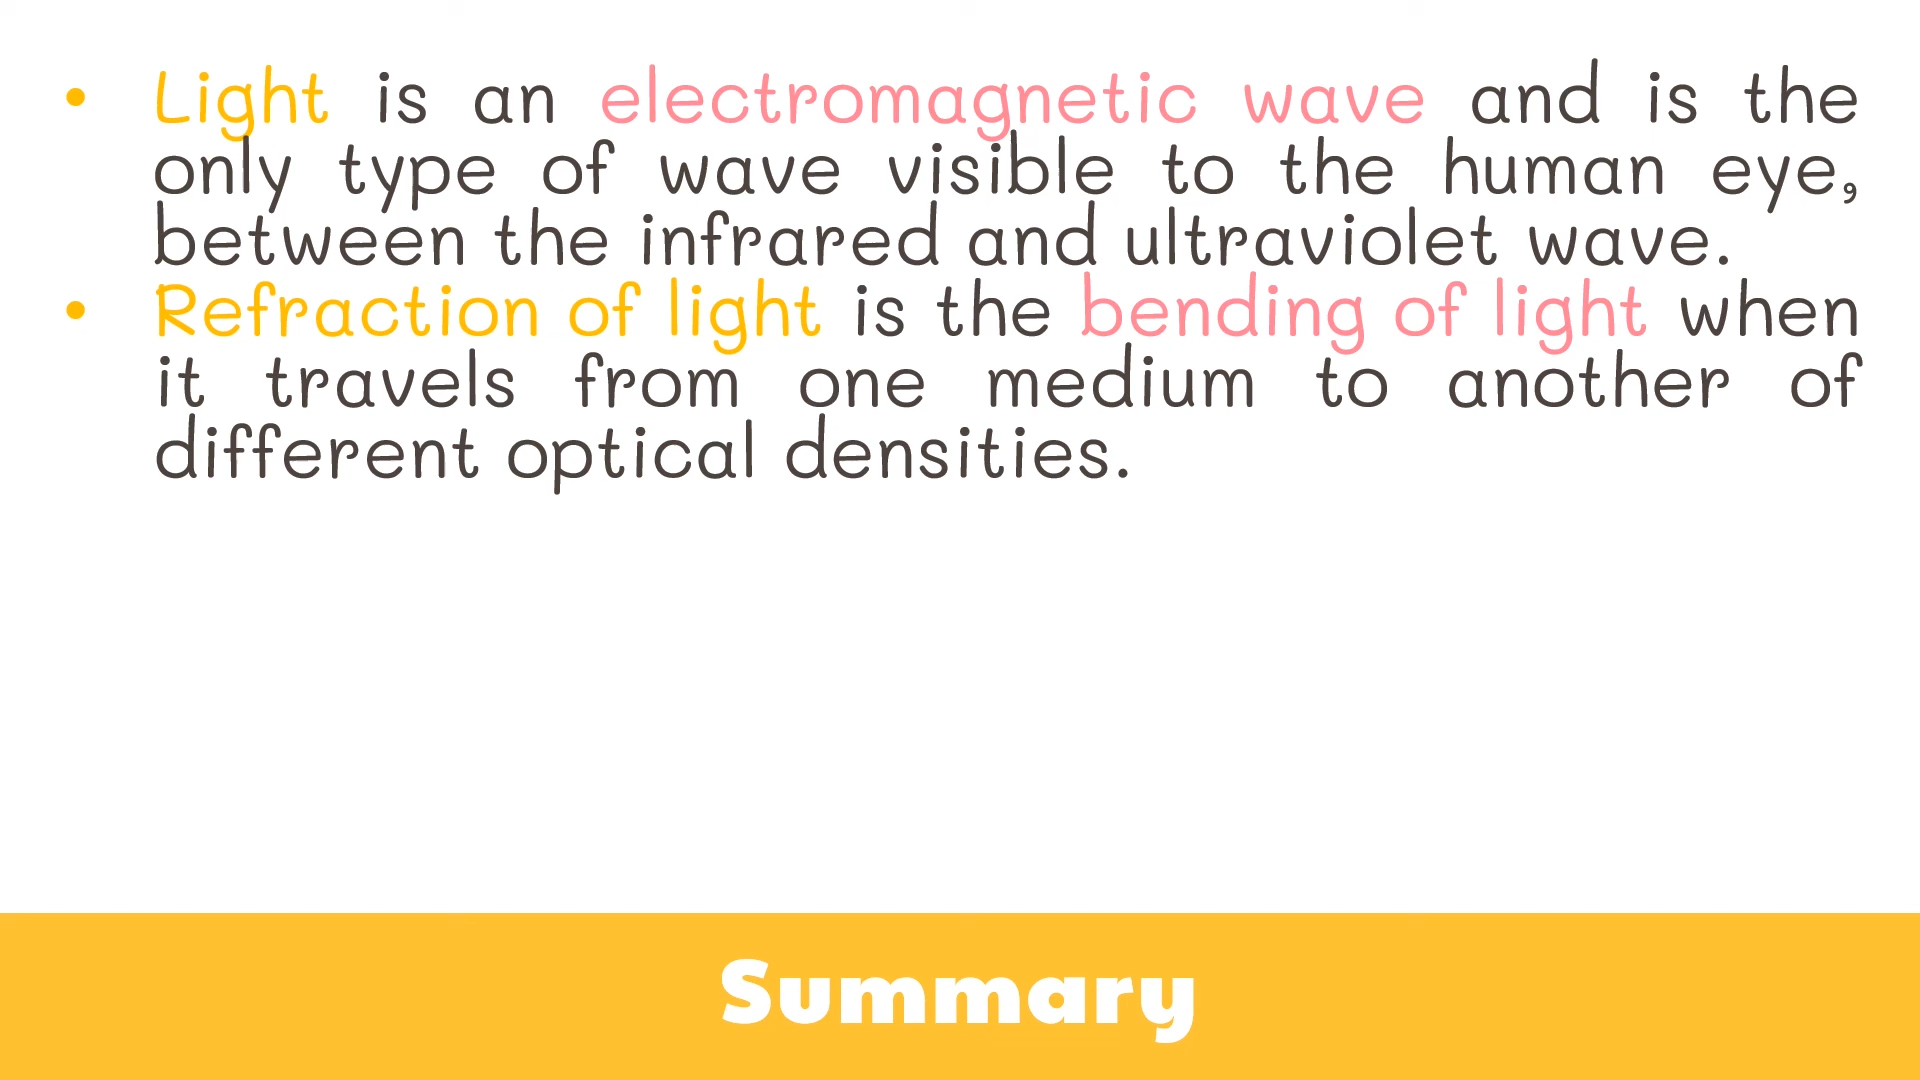 • Light is an electromagnetic wave and is the
only type of wave visible to the human eye,
between the infrared and ultraviolet wave.
• Refraction of light is the bending of light when
it travels from one medium to another of
different optical densities.
Summary